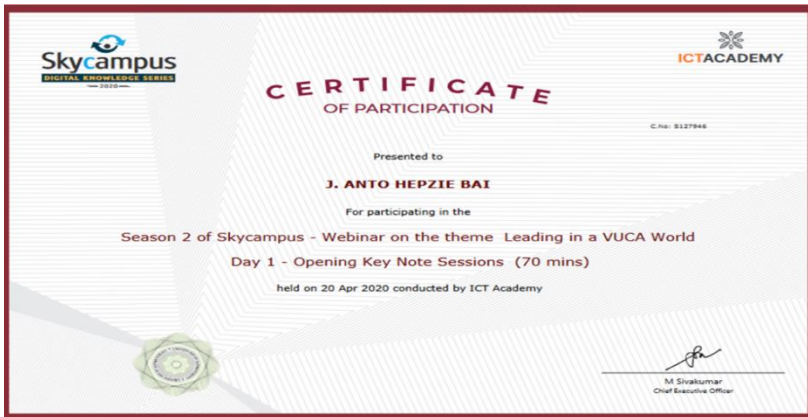 Skycampus
DIGITAL KNOWLEDGE SERIES
2020
ICTACADEMY
CERTIFICATE
OF PARTICIPATION
C.no: S127946
Presented to
J. ANTO HEPZIE BAI
For participating in the
Season 2 of Skycampus - Webinar on the theme Leading in a VUCA World
Day 1 - Opening Key Note Sessions (70 mins)
held on 20 Apr 2020 conducted by ICT Academy
M Sivakumar
Chief Executive Officer